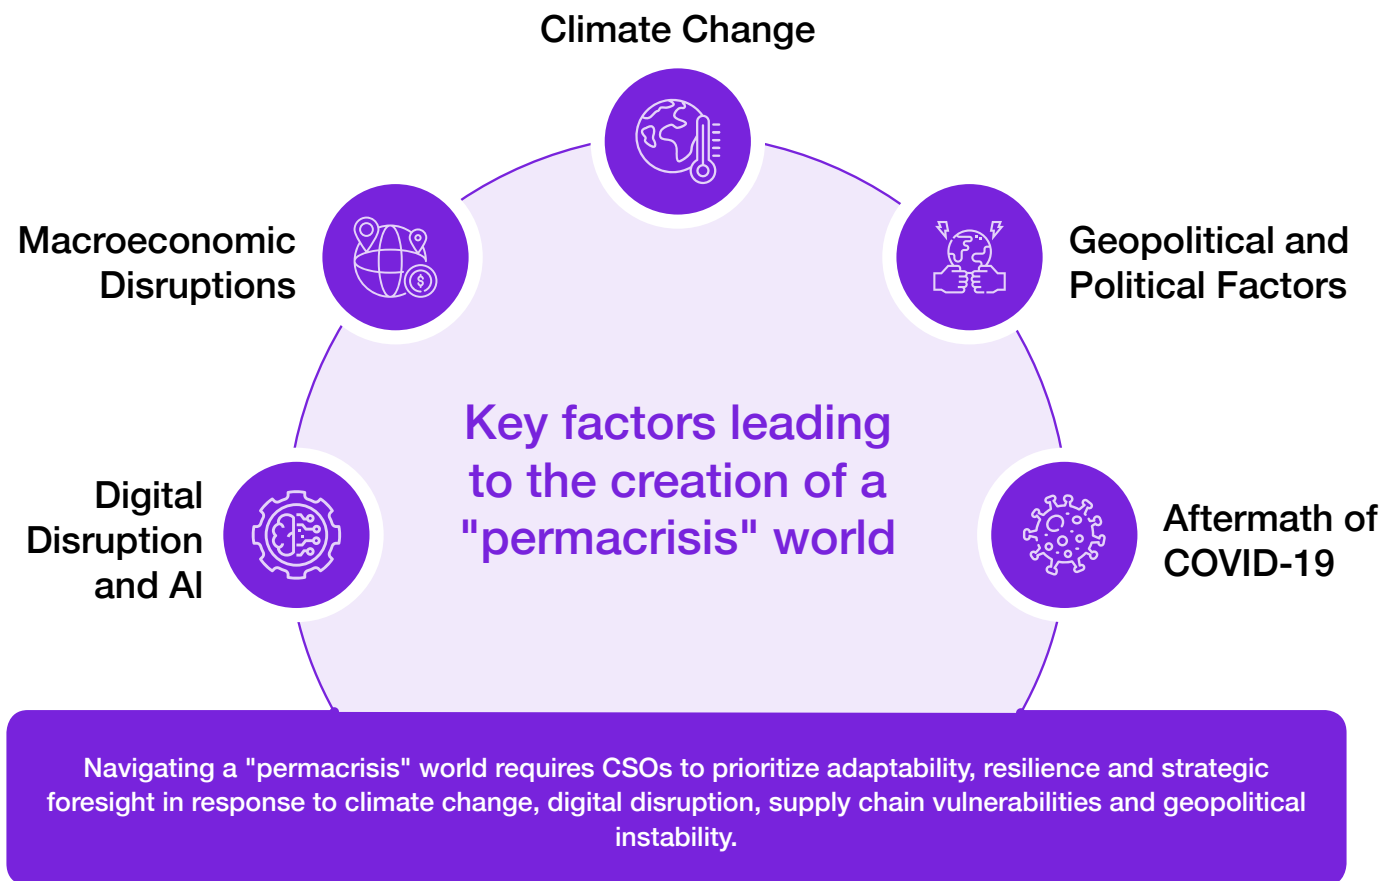 Climate Change
Macroeconomic
Disruptions
Geopolitical and
Political Factors
Key factors leading
to the creation of a
"permacrisis" world
Digital
Disruption
and AI
Aftermath of
COVID-19
$
Navigating a "permacrisis" world requires CSOs to prioritize adaptability, resilience and strategic
foresight in response to climate change, digital disruption, supply chain vulnerabilities and geopolitical
instability.